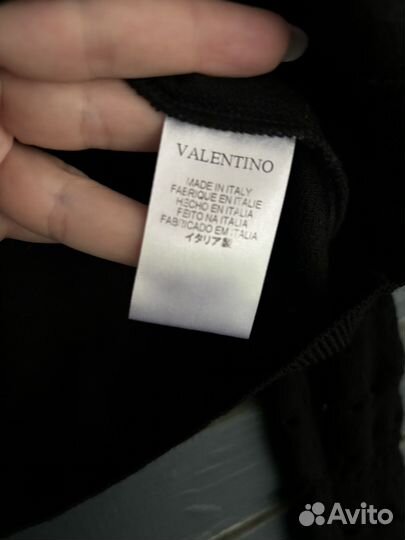 VALENTINO
MADE IN ITALY
FABRIQUE EN ITALIE
HECHO EN ITALIA
FEITO NA ITALIA
FABRICADO EM ITALIA
イタリア製
Avito